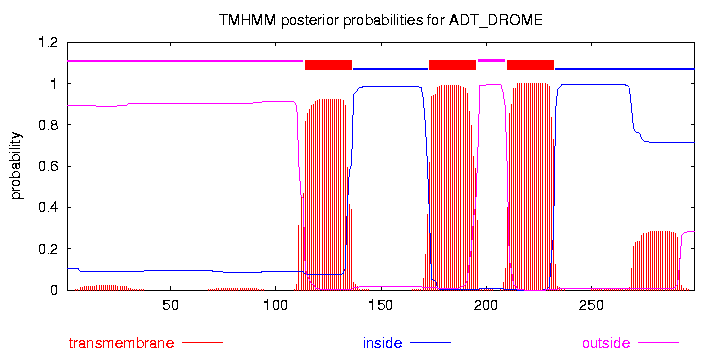 TMHMM posterior probabilities for ADT_DROME
1.2
1
0.8
0.6
0.4
0.2
0
probability
50
100
150
200
250
transmembrane
inside
outside